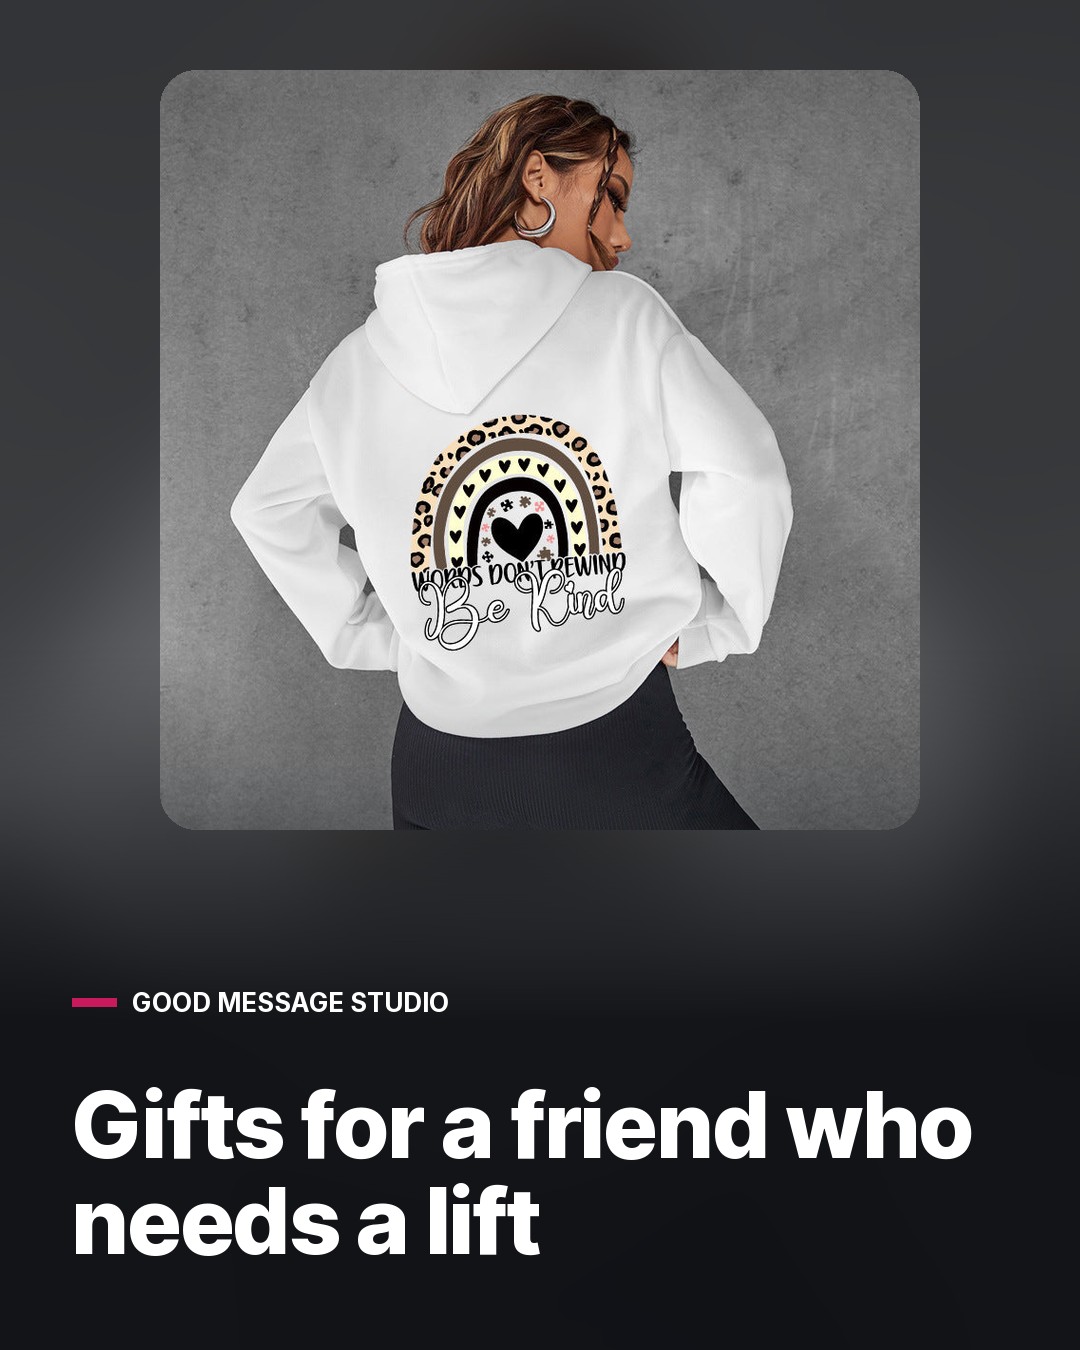 WORDS DON'T REWIND
Be Kind
GOOD MESSAGE STUDIO
Gifts for a friend who
needs a lift